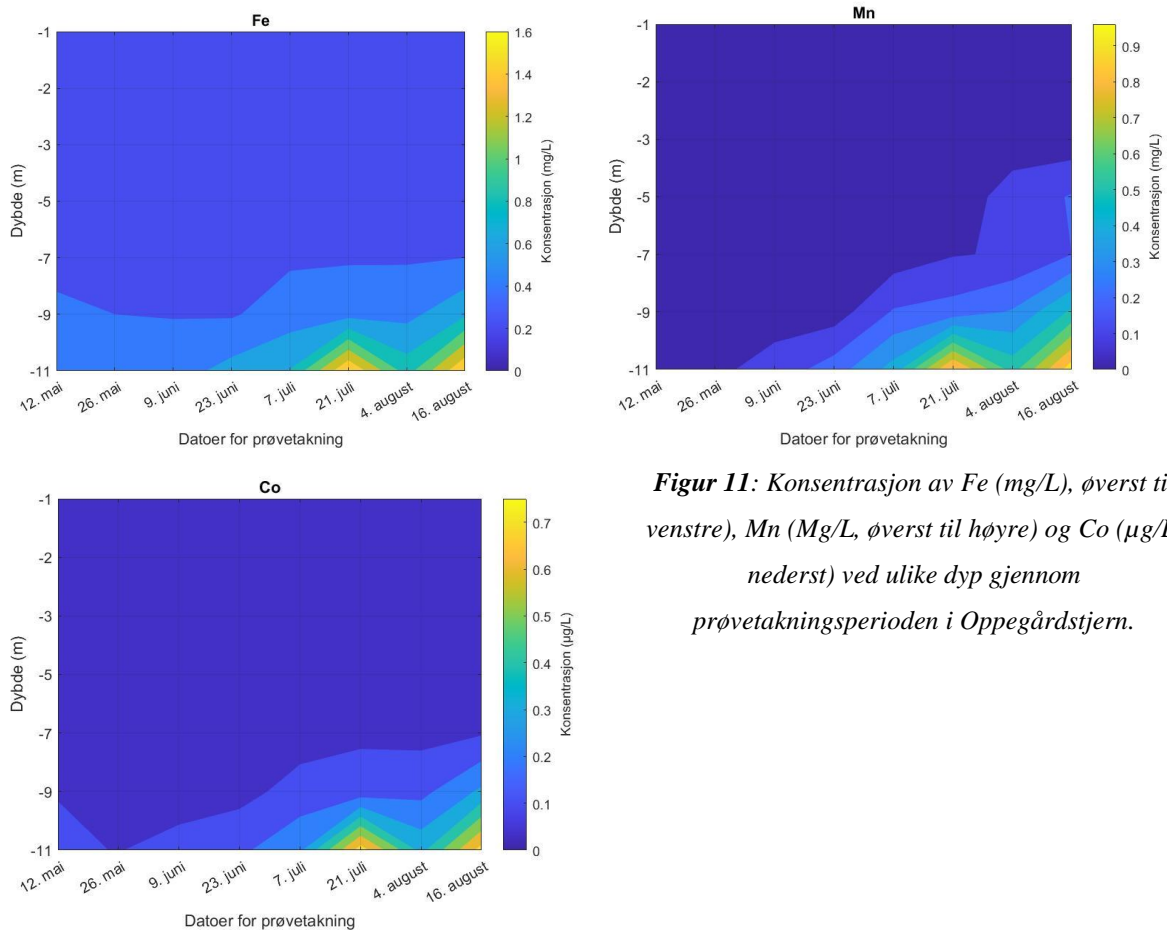 Fe
-1
-2
-3
-5
-7
-9
-11
Dybde (m)
12. mai
26. mai
9. juni
23. juni
7. juli
21. juli
4. august
16. august
Datoer for prøvetakning
1.6
1.4
1.2
1
0.8
0.6
0.4
0.2
0
Konsentrasjon (mg/L)
Mn
-1
-2
-3
-5
-7
-9
-11
Dybde (m)
12. mai
26. mai
9. juni
23. juni
7. juli
21. juli
4. august
16. august
Datoer for prøvetakning
0.9
0.8
0.7
0.6
0.5
0.4
0.3
0.2
0.1
0
Konsentrasjon (mg/L)
Co
-1
-2
-3
-5
-7
-9
-11
Dybde (m)
12. mai
26. mai
9. juni
23. juni
7. juli
21. juli
4. august
16. august
Datoer for prøvetakning
0.7
0.6
0.5
0.4
0.3
0.2
0.1
0
Konsentrasjon (µg/L)
Figur 11: Konsentrasjon av Fe (mg/L), øverst ti
venstre), Mn (Mg/L, øverst til høyre) og Co (µg/L
nederst) ved ulike dyp gjennom
prøvetakningsperioden i Oppegårdstjern.